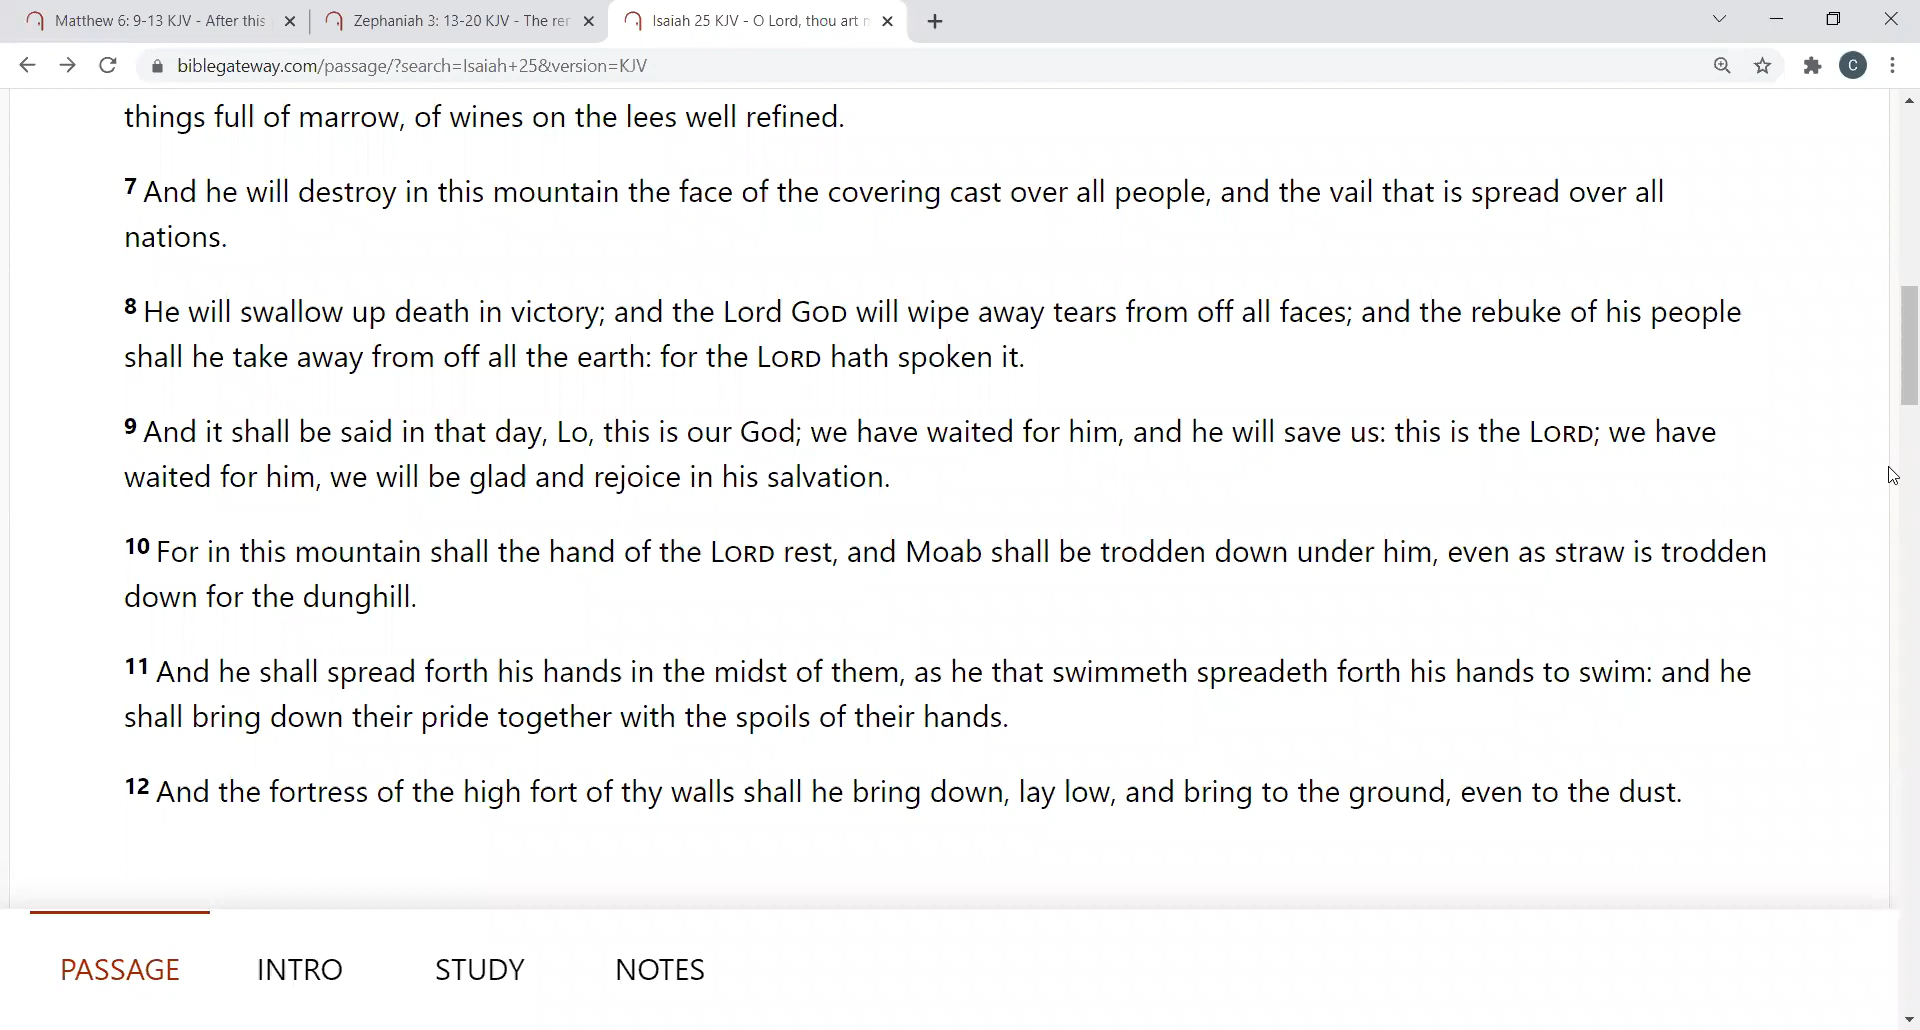 Matthew 6: 9-13 KJV - After this
Zephaniah 3: 13-20 KJV - The rer
Isaiah 25 KJV - O Lord, thou art
biblegateway.com/passage/?search=Isaiah+25&version=KJV
C
things full of marrow, of wines on the lees well refined.
7 And he will destroy in this mountain the face of the covering cast over all people, and the vail that is spread over all
nations.
8 He will swallow up death in victory; and the Lord GOD will wipe away tears from off all faces; and the rebuke of his people
shall he take away from off all the earth: for the LORD hath spoken it.
9 And it shall be said in that day, Lo, this is our God; we have waited for him, and he will save us: this is the LORD; we have
waited for him, we will be glad and rejoice in his salvation.
10 For in this mountain shall the hand of the LORD rest, and Moab shall be trodden down under him, even as straw is trodden
down for the dunghill.
11 And he shall spread forth his hands in the midst of them, as he that swimmeth spreadeth forth his hands to swim: and he
shall bring down their pride together with the spoils of their hands.
12 And the fortress of the high fort of thy walls shall he bring down, lay low, and bring to the ground, even to the dust.
PASSAGE INTRO STUDY NOTES